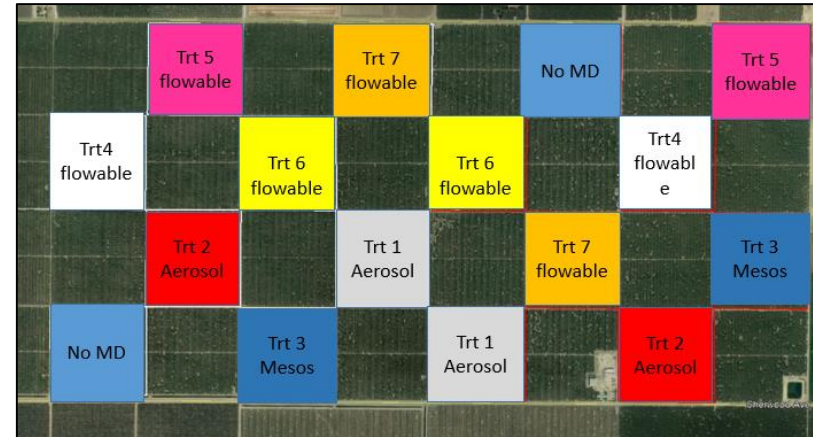 Trt 5
flowable
Trt 7
flowable
No MD
Trt 5
flowable
Trt4
flowable
Trt 6
flowable
Trt 6
flowable
Trt4
flowabl
e
Trt 2
Aerosol
Trt 1
Aerosol
Trt 7
flowable
Trt 3
Mesos
No MD
Trt 3
Mesos
Trt 1
Aerosol
Trt 2
Aerosol